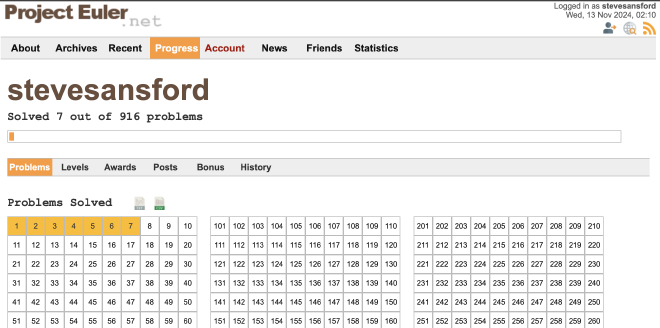 Project Euler.net
Logged in as stevesansford
Wed, 13 Nov 2024, 02:10
About Archives Recent Progress Account News Friends Statistics
stevesansford
Solved 7 out of 916 problems
Problems Levels Awards Posts Bonus History
Problems Solved
1 2 3 4 5 6 7 8 9 10 101 102 103 104 105 106 107 108 109 110 201 202 203 204 205 206 207 208 209 210
11 12 13 14 15 16 17 18 19 20 111 112 113 114 115 116 117 118 119 120 211 212 213 214 215 216 217 218 219 220
21 22 23 24 25 26 27 28 29 30 121 122 123 124 125 126 127 128 129 130 221 222 223 224 225 226 227 228 229 230
31 32 33 34 35 36 37 38 39 40 131 132 133 134 135 136 137 138 139 140 231 232 233 234 235 236 237 238 239 240
41 42 43 44 45 46 47 48 49 50 141 142 143 144 145 146 147 148 149 150 241 242 243 244 245 246 247 248 249 250
51 52 53 54 55 56 57 58 59 60 151 152 153 154 155 156 157 158 159 160 251 252 253 254 255 256 257 258 259 260